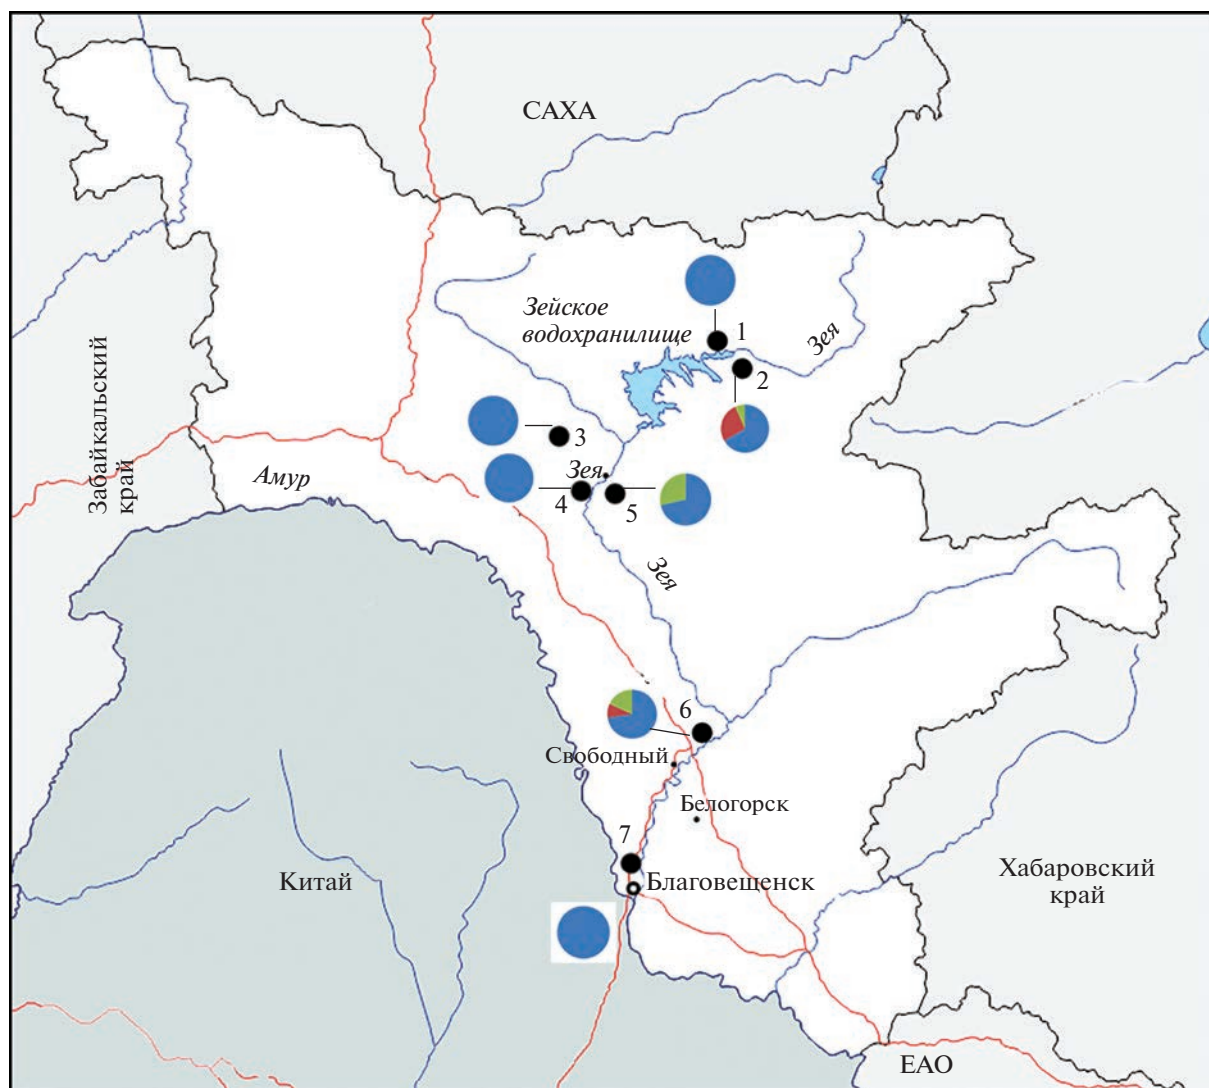 САХА
Зейское
водохранилище
Зея
1
2
3
Зея
4
5
Забайкальский
край
Амур
Зея
6
Свободный
Белогорск
7
Благовещенск
Китай
Хабаровский
край
ЕАО